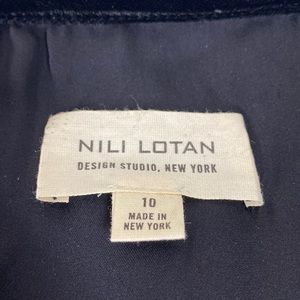 NILI LOTAN
DESIGN STUDIO, NEW YORK
10
MADE IN
NEW YORK